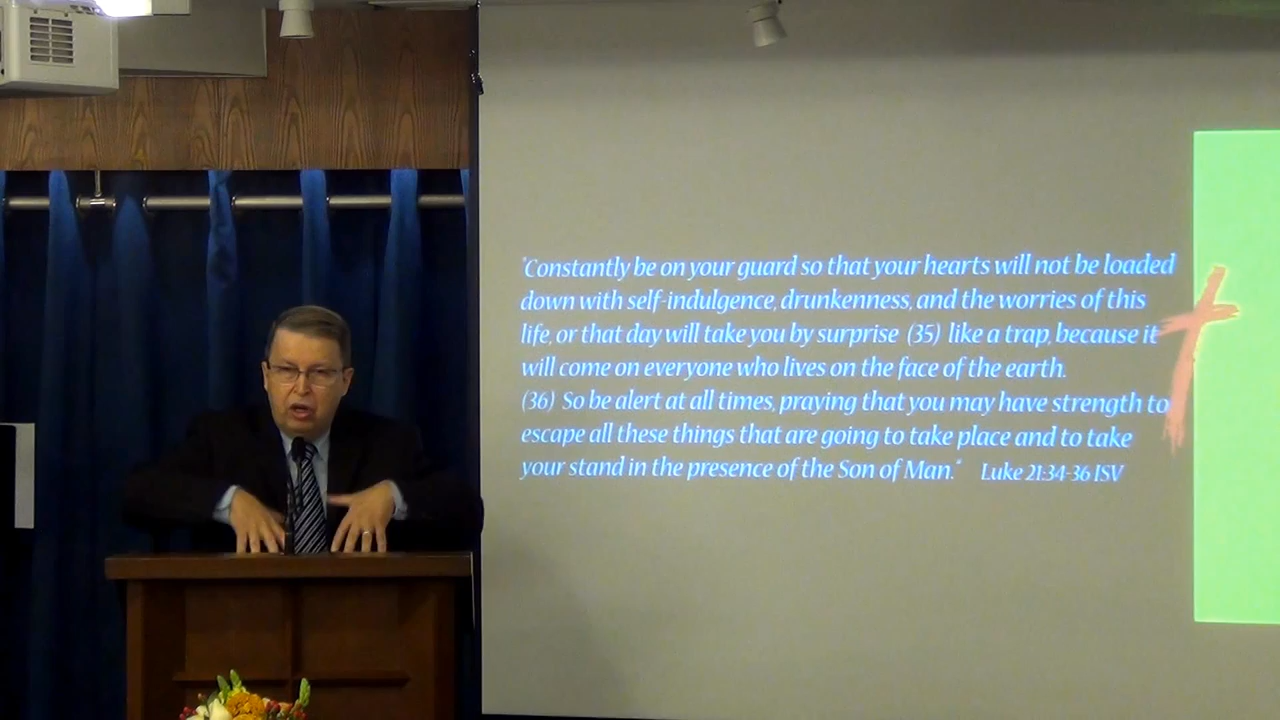 "Constantly be on your guard so that your hearts will not be loaded
down with self-indulgence, drunkenness, and the worries of this
life, or that day will take you by surprise (35) like a trap, because it
will come on everyone who lives on the face of the earth.
(36) So be alert at all times, praying that you may have strength to
escape all these things that are going to take place and to take
your stand in the presence of the Son of Man." Luke 21:34-36 ISV